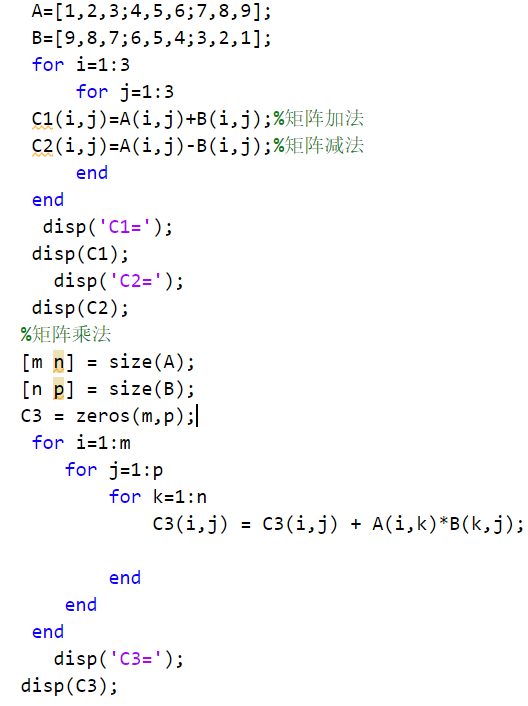 A=[1,2,3;4,5,6;7,8,9];
B=[9,8,7;6,5,4;3,2,1];
for i=1:3
for j=1:3
C1(i,j)=A(i,j)+B(i,j);%矩阵加法
C2(i,j)=A(i,j)-B(i,j);%矩阵减法
end
end
disp('C1=');
disp(C1);
disp('C2=');
disp(C2);
%矩阵乘法
[m n] = size(A);
[n p] = size(B);
C3 = zeros(m,p);
for i=1:m
for j=1:p
for k=1:n
C3(i,j) = C3(i,j) + A(i,k)*B(k,j);
end
end
end
disp('C3=');
disp(C3);